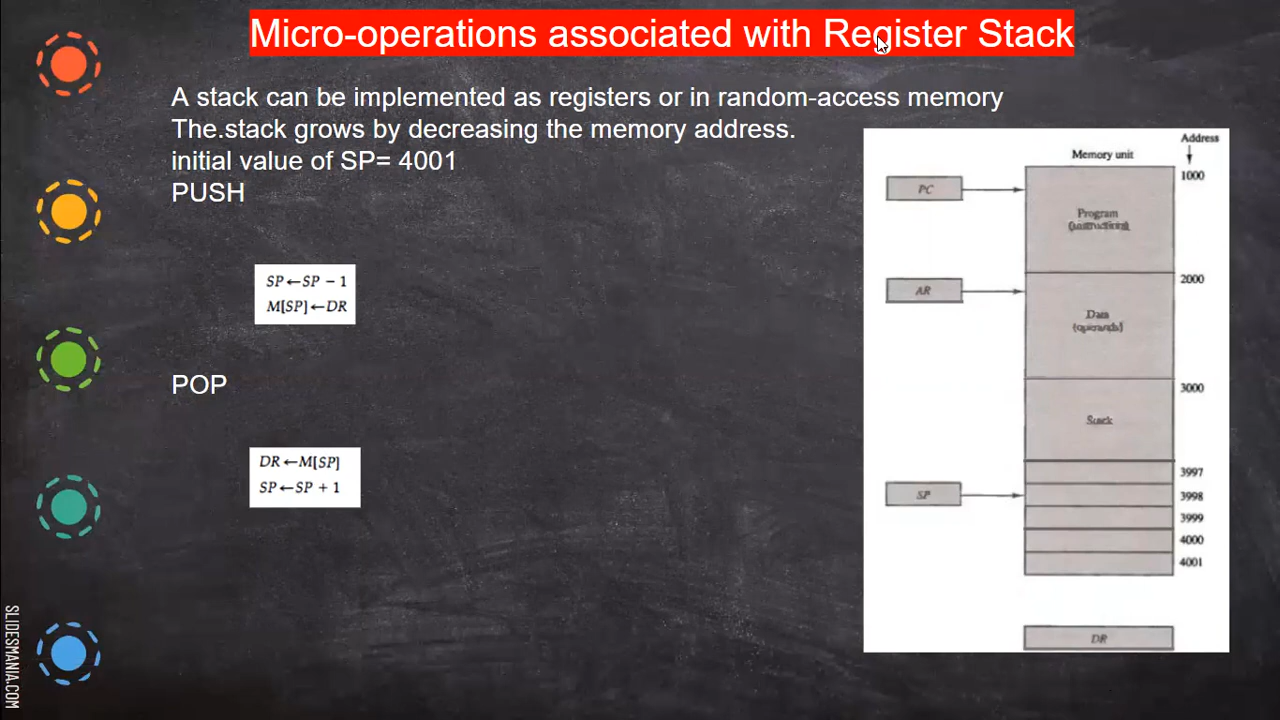 Micro-operations associated with Register Stack
A stack can be implemented as registers or in random-access memory
The.stack grows by decreasing the memory address.
initial value of SP= 4001
PUSH
SP←SP − 1
M[SP]←DR
POP
DR←M[SP]
SP←SP + 1
Address
Memory unit
1000
PC
Program
(instructions)
2000
AR
Data
(operands)
3000
Stack
3997
SP
3998
3999
4000
4001
DR
SLIDESMANIA.COM